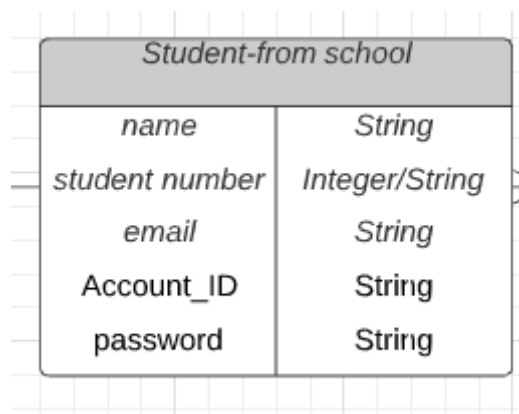 Student-from school
name String
student number Integer/String
email String
Account_ID String
password String